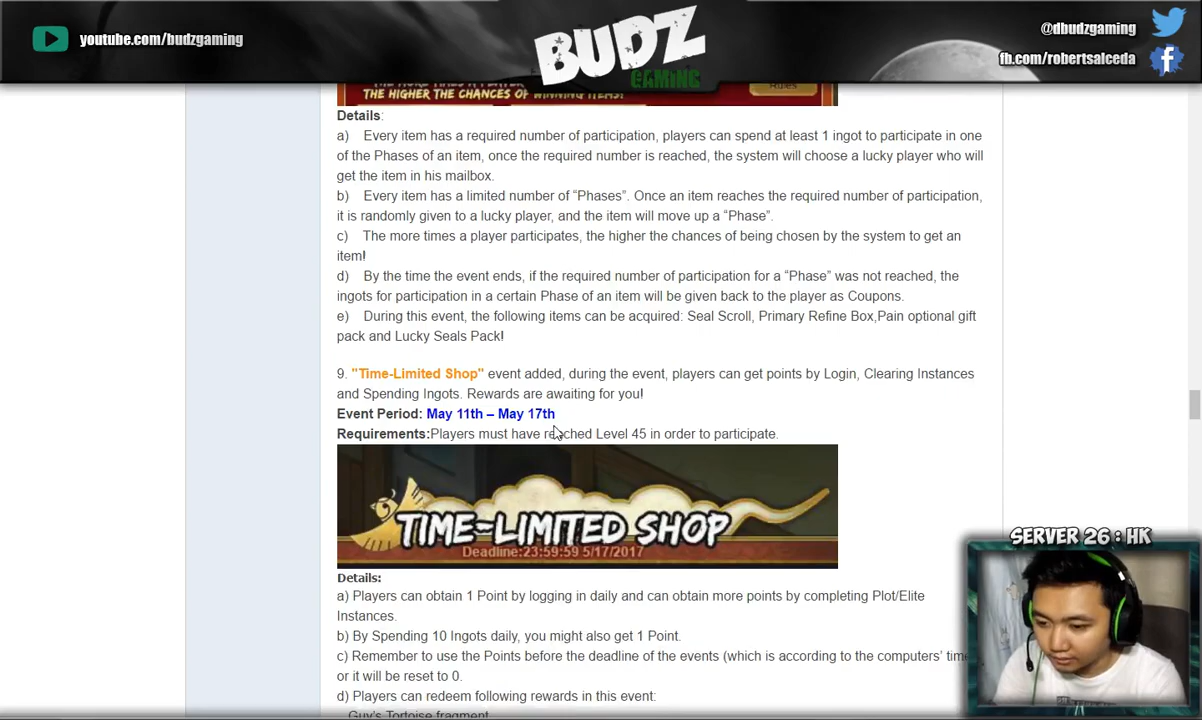 youtube.com/budzgaming
BUDZ
GAMING
@dbudzgaming
fb.com/robertsalceda
THE HIGHER THE CHANCES OF WINNING ITEMS!
Rules
Details:
a) Every item has a required number of participation, players can spend at least 1 ingot to participate in one
of the Phases of an item, once the required number is reached, the system will choose a lucky player who will
get the item in his mailbox.
b) Every item has a limited number of “Phases”. Once an item reaches the required number of participation,
it is randomly given to a lucky player, and the item will move up a “Phase”.
c) The more times a player participates, the higher the chances of being chosen by the system to get an
item!
d) By the time the event ends, if the required number of participation for a “Phase” was not reached, the
ingots for participation in a certain Phase of an item will be given back to the player as Coupons.
e) During this event, the following items can be acquired: Seal Scroll, Primary Refine Box,Pain optional gift
pack and Lucky Seals Pack!
9. "Time-Limited Shop" event added, during the event, players can get points by Login, Clearing Instances
and Spending Ingots. Rewards are awaiting for you!
Event Period: May 11th – May 17th
Requirements:Players must have reached Level 45 in order to participate.
TIME-LIMITED SHOP
Deadline:23:59:59 5/17/2017
SERVER 26 : HK
Details:
a) Players can obtain 1 Point by logging in daily and can obtain more points by completing Plot/Elite
Instances.
b) By Spending 10 Ingots daily, you might also get 1 Point.
c) Remember to use the Points before the deadline of the events (which is according to the computers’ time
or it will be reset to 0.
d) Players can redeem following rewards in this event:
Guy's Tortoise fragment